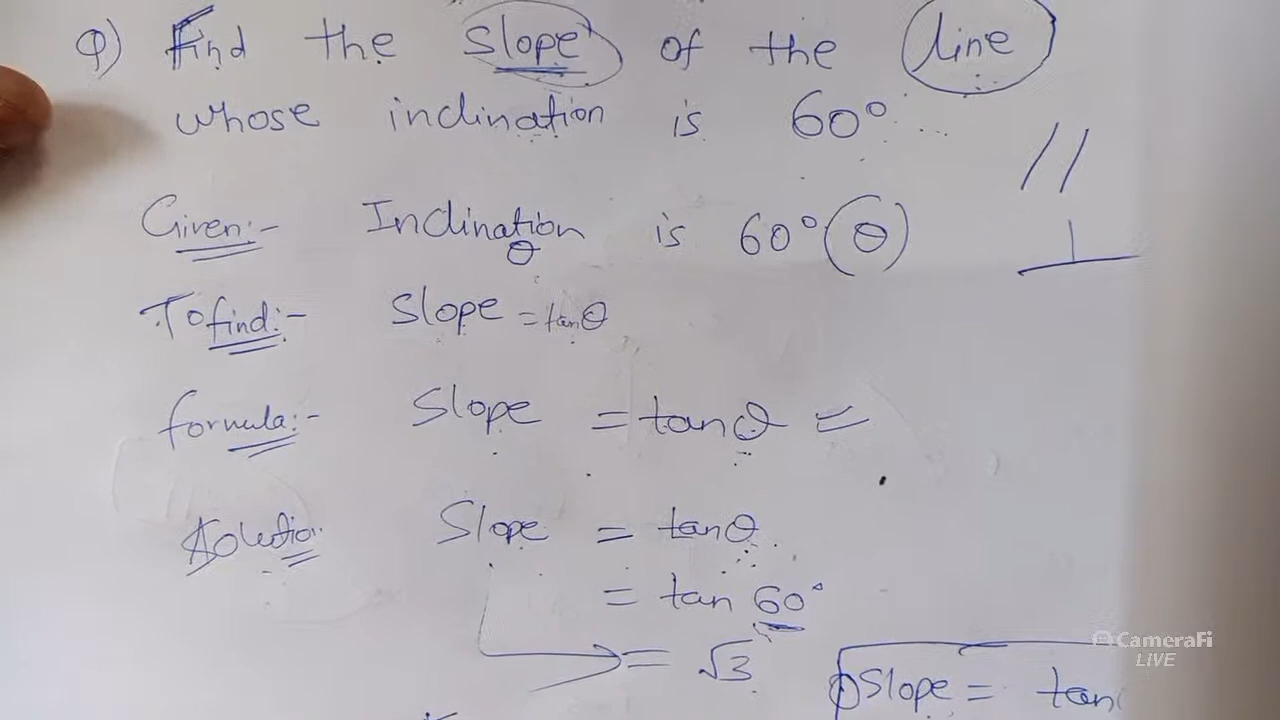 Q) Find the slope of the line
whose inclination is 60° ...
Given:- Inclination is 60° (θ)
θ
To find:- Slope = tanθ
formula:- Slope = tanθ =
Solution Slope = tanθ
= tan 60°
= √3
Slope = tan
CameraFi
LIVE